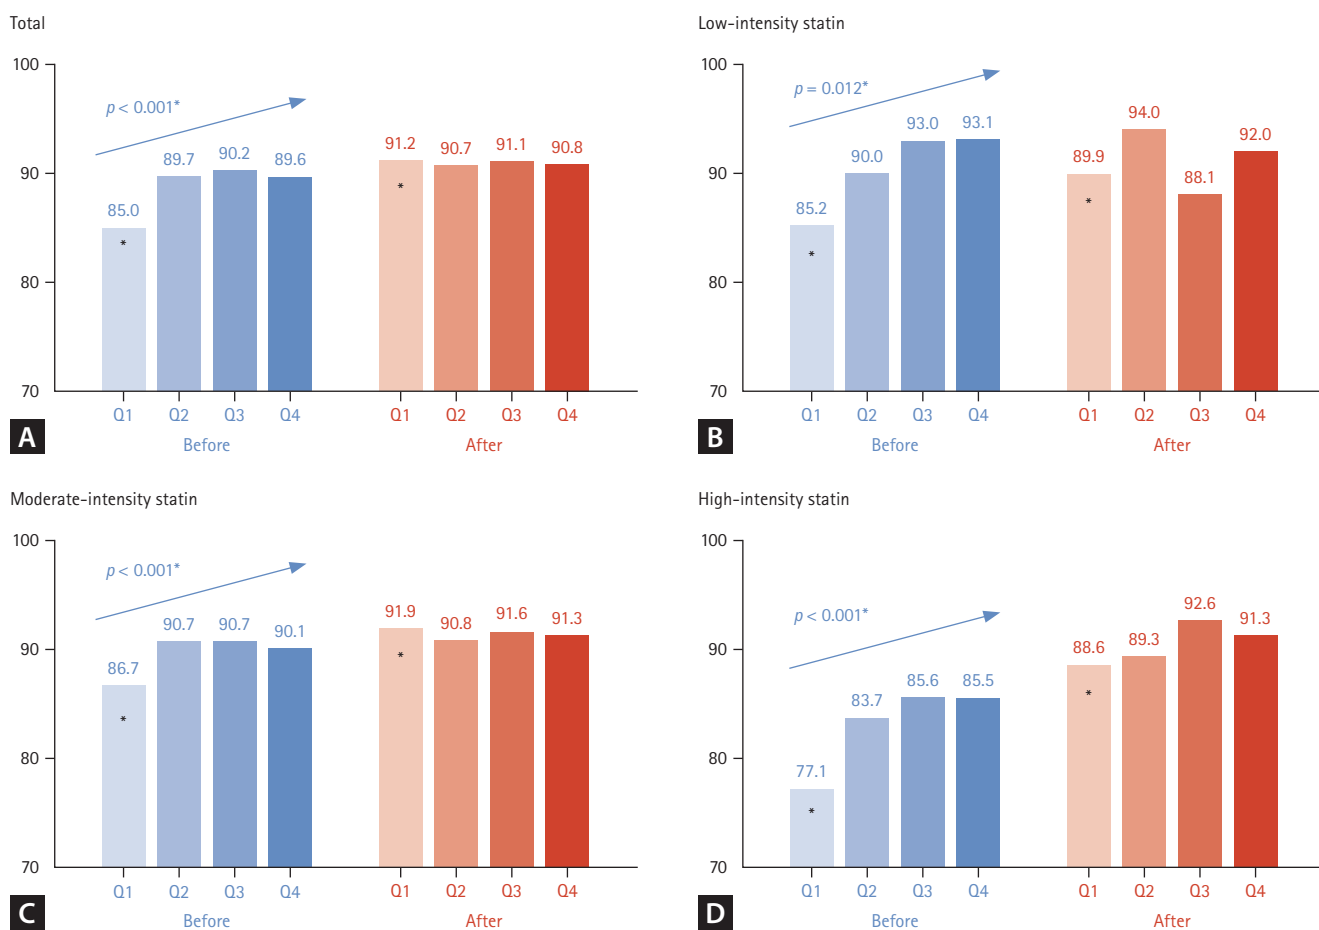 Total
100
90
80
70
p < 0.001*
85.0
89.7
90.2
89.6
91.2
90.7
91.1
90.8
*
*
Q1 Q2 Q3 Q4 Q1 Q2 Q3 Q4
Before After
A
Low-intensity statin
100
90
80
70
p = 0.012*
85.2
90.0
93.0
93.1
89.9
94.0
88.1
92.0
*
*
Q1 Q2 Q3 Q4 Q1 Q2 Q3 Q4
Before After
B
Moderate-intensity statin
100
90
80
70
p < 0.001*
86.7
90.7
90.7
90.1
91.9
90.8
91.6
91.3
*
*
Q1 Q2 Q3 Q4 Q1 Q2 Q3 Q4
Before After
C
High-intensity statin
100
90
80
70
p < 0.001*
77.1
83.7
85.6
85.5
88.6
89.3
92.6
91.3
*
*
Q1 Q2 Q3 Q4 Q1 Q2 Q3 Q4
Before After
D